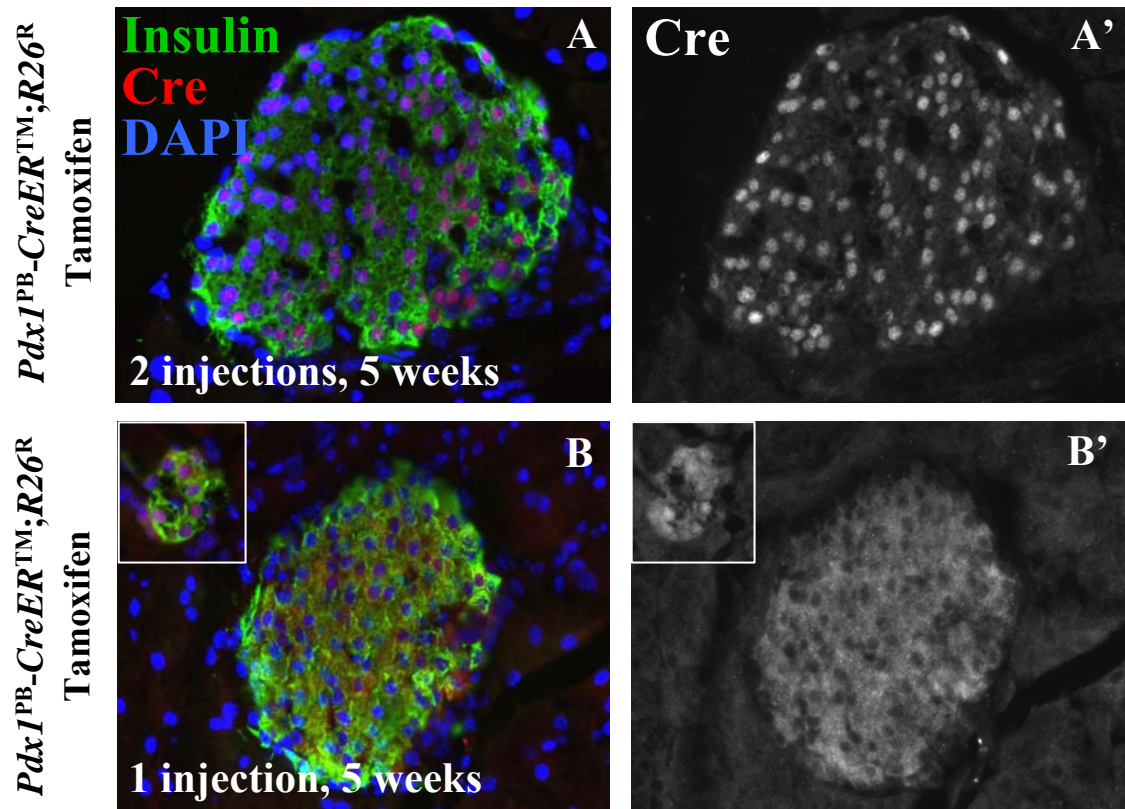 Pdx1ᴾᴮ-CreERᵀᴹ;R26ᴿ
Tamoxifen
Insulin
Cre
DAPI
A
2 injections, 5 weeks
Cre
A'
Pdx1ᴾᴮ-CreERᵀᴹ;R26ᴿ
Tamoxifen
B
1 injection, 5 weeks
B'